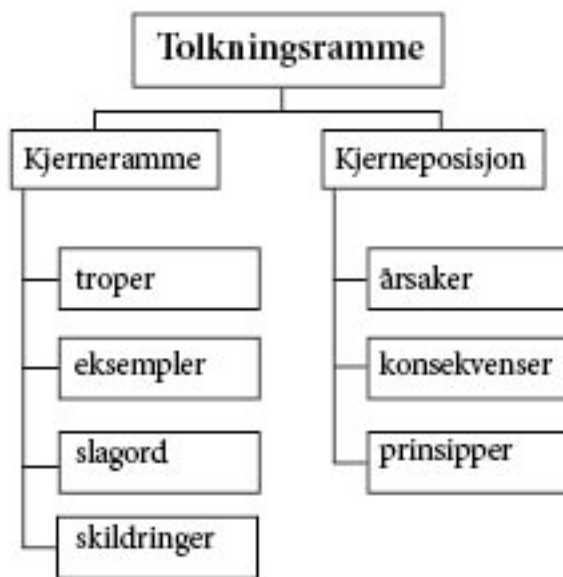 Tolkningsramme
Kjerneramme
Kjerneposisjon
troper
eksempler
slagord
skildringer
årsaker
konsekvenser
prinsipper